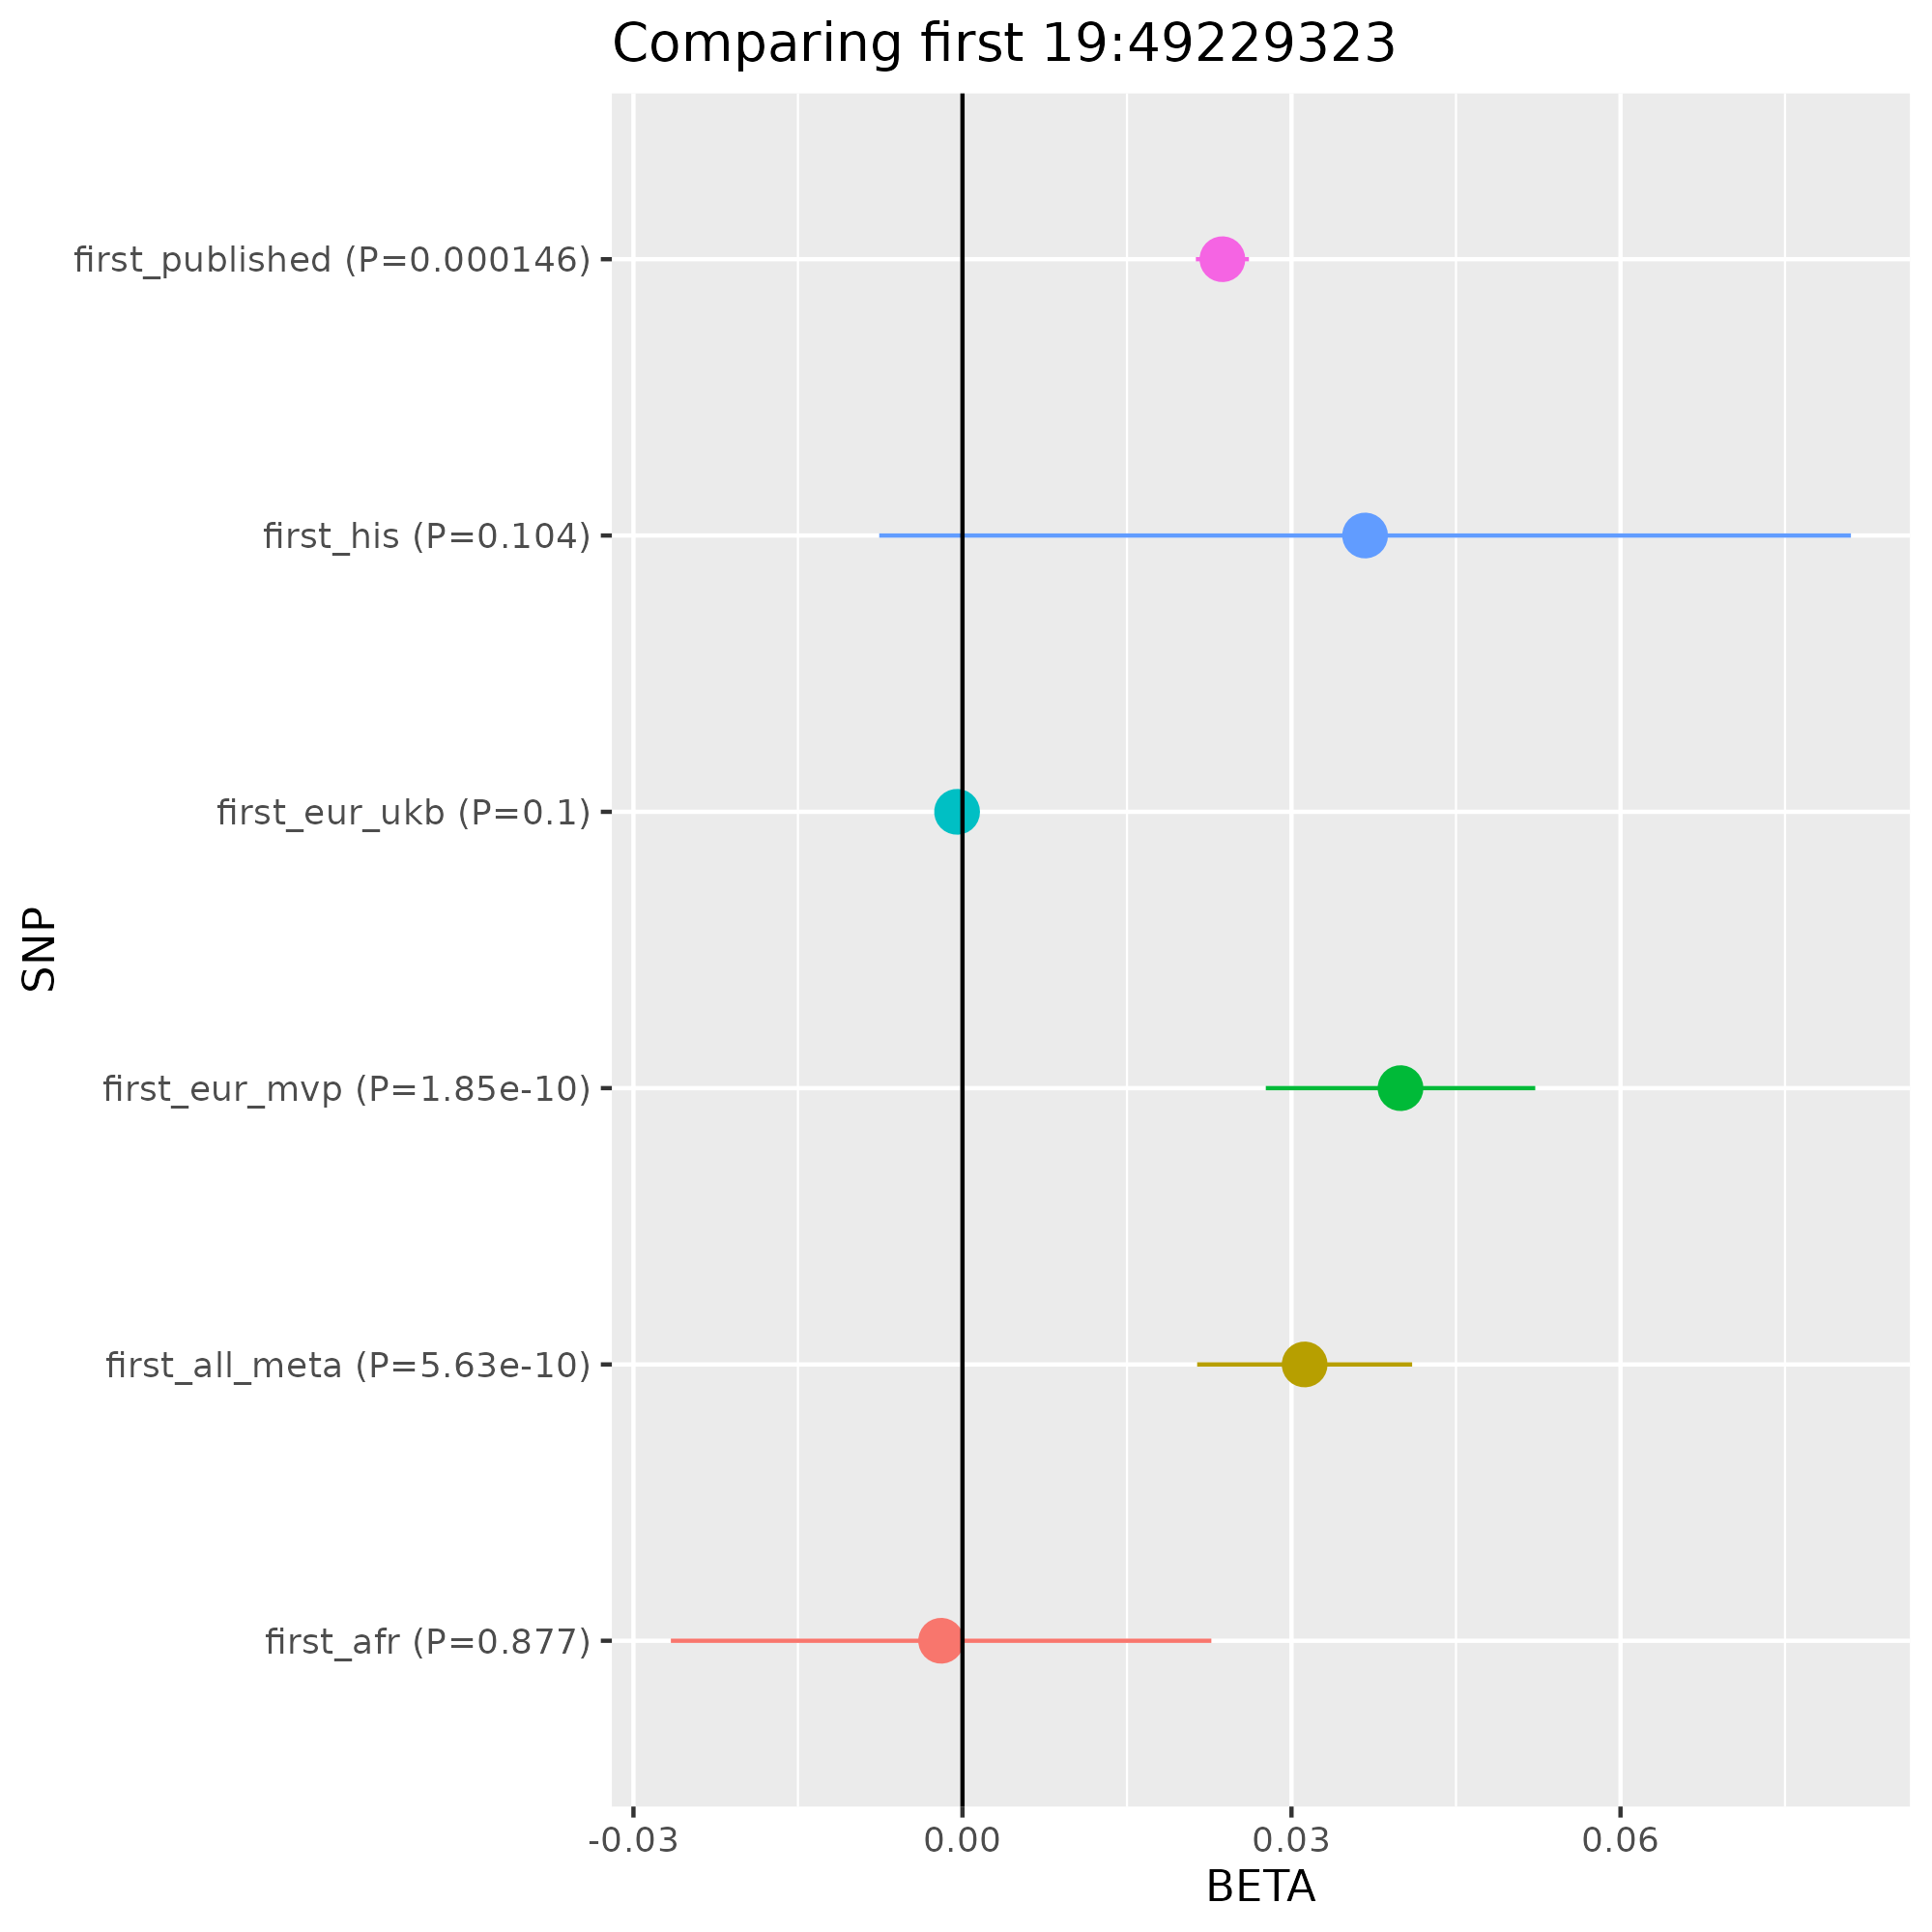 Comparing first 19:49229323
first_published (P=0.000146)
first_his (P=0.104)
first_eur_ukb (P=0.1)
SNP
first_eur_mvp (P=1.85e-10)
first_all_meta (P=5.63e-10)
first_afr (P=0.877)
-0.03 0.00 0.03 0.06
BETA